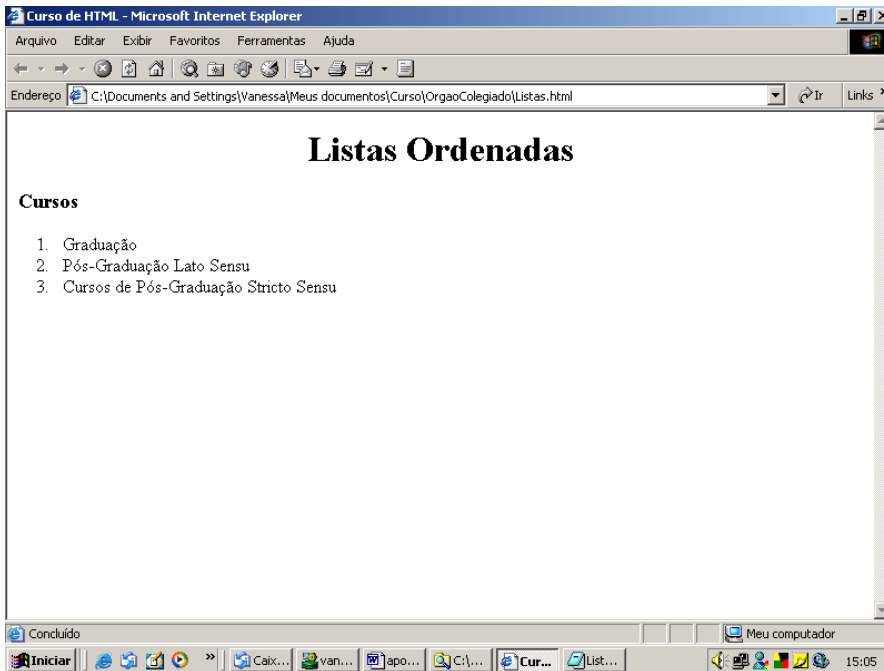 Curso de HTML - Microsoft Internet Explorer
Arquivo Editar Exibir Favoritos Ferramentas Ajuda
Endereço C:\Documents and Settings\Vanessa\Meus documentos\Curso\OrgaoColegiado\Listas.html Ir Links »
Listas Ordenadas
Cursos
1. Graduação
2. Pós-Graduação Lato Sensu
3. Cursos de Pós-Graduação Stricto Sensu
Concluído Meu computador
Iniciar » Caix... van... apo... C:\... Cur... List... 15:05